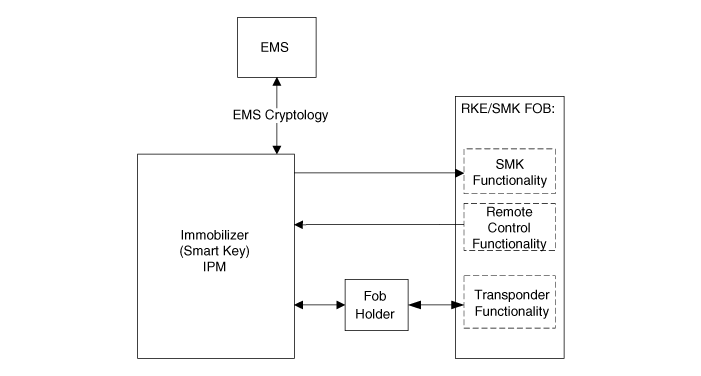 EMS
EMS Cryptology
RKE/SMK FOB:
SMK
Functionality
Remote
Control
Functionality
Immobilizer
(Smart Key)
IPM
Fob
Holder
Transponder
Functionality